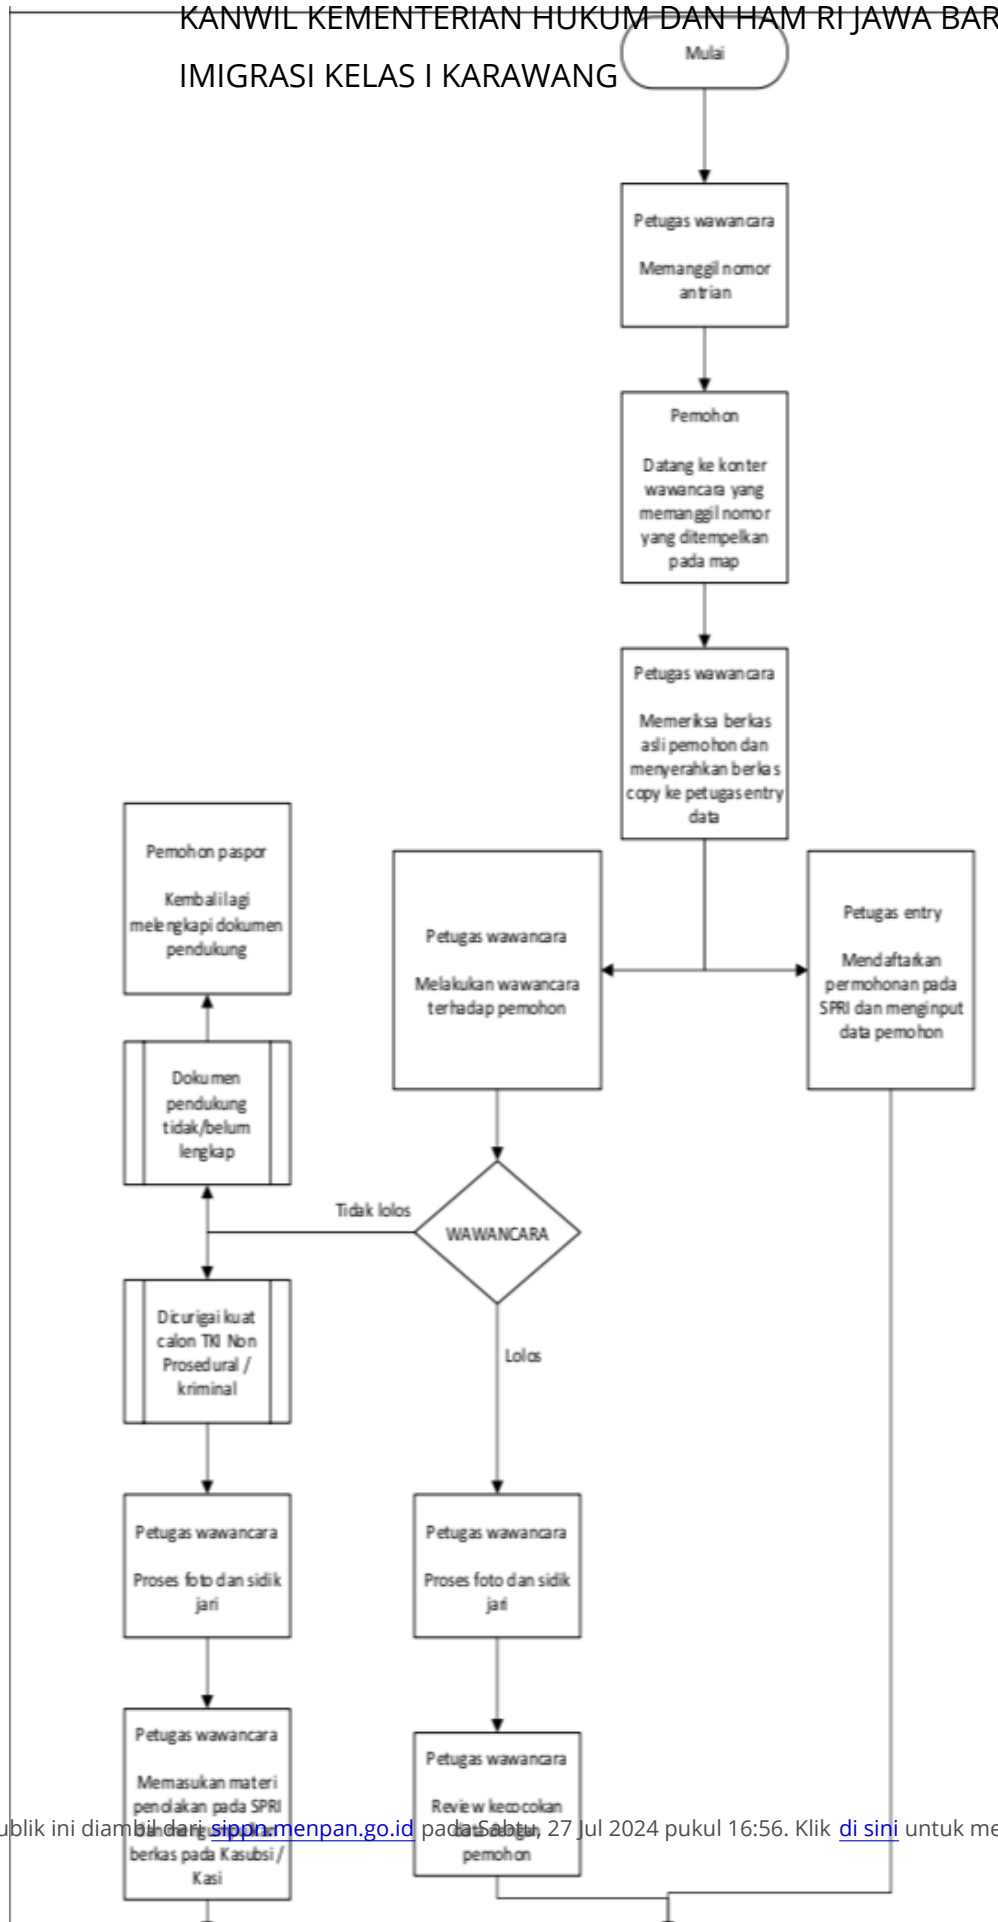 KANWIL KEMENTERIAN HUKUM DAN HAM RI JAWA BAR
IMIGRASI KELAS I KARAWANG
Mulai
Petugas wawancara
Memanggil nomor
antrian
Pemohon
Datang ke konter
wawancara yang
memanggil nomor
yang ditempelkan
pada map
Petugas wawancara
Memeriksa berkas
asli pemohon dan
menyerahkan berkas
copy ke petugas entry
data
Pemohon paspor
Kembali lagi
melengkapi dokumen
pendukung
Petugas wawancara
Melakukan wawancara
terhadap pemohon
Petugas entry
Mendaftarkan
permohonan pada
SPRI dan menginput
data pemohon
Dokumen
pendukung
tidak/belum
lengkap
Tidak lolos
WAWANCARA
Dicurigai kuat
calon TKI Non
Prosedural /
kriminal
Lolos
Petugas wawancara
Proses foto dan sidik
jari
Petugas wawancara
Proses foto dan sidik
jari
Petugas wawancara
Memasukan materi
penolakan pada SPRI
berkas pada Kasubsi /
Kasi
Petugas wawancara
Review kecocokan
pemohon
ublik ini diambil dari sippn.menpan.go.id pada Sabtu, 27 Jul 2024 pukul 16:56. Klik di sini untuk me